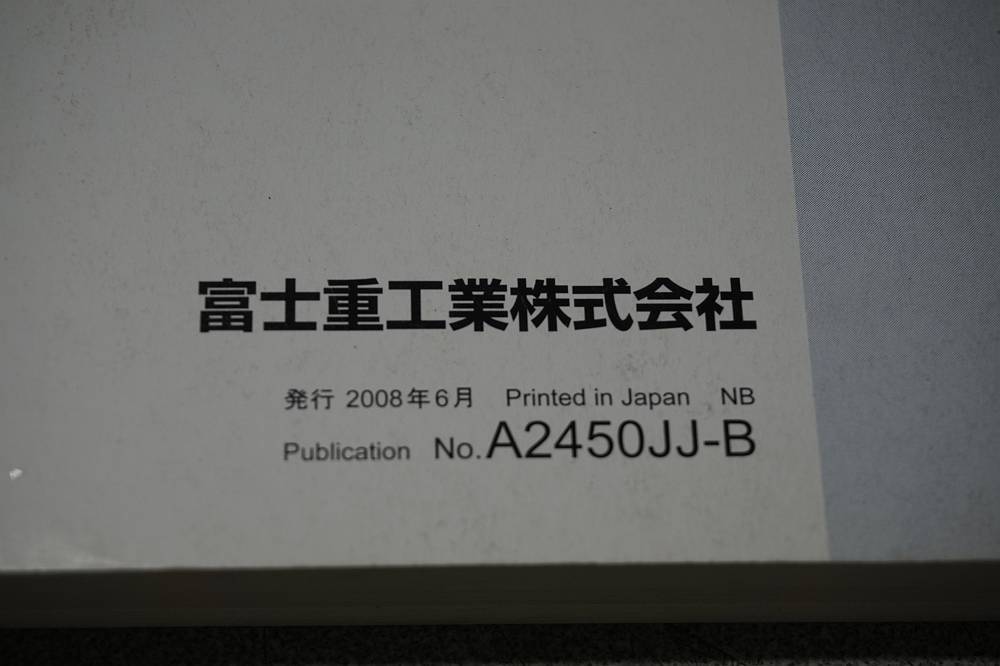 富士重工業株式会社
発行 2008年6月 Printed in Japan NB
Publication No.A2450JJ-B